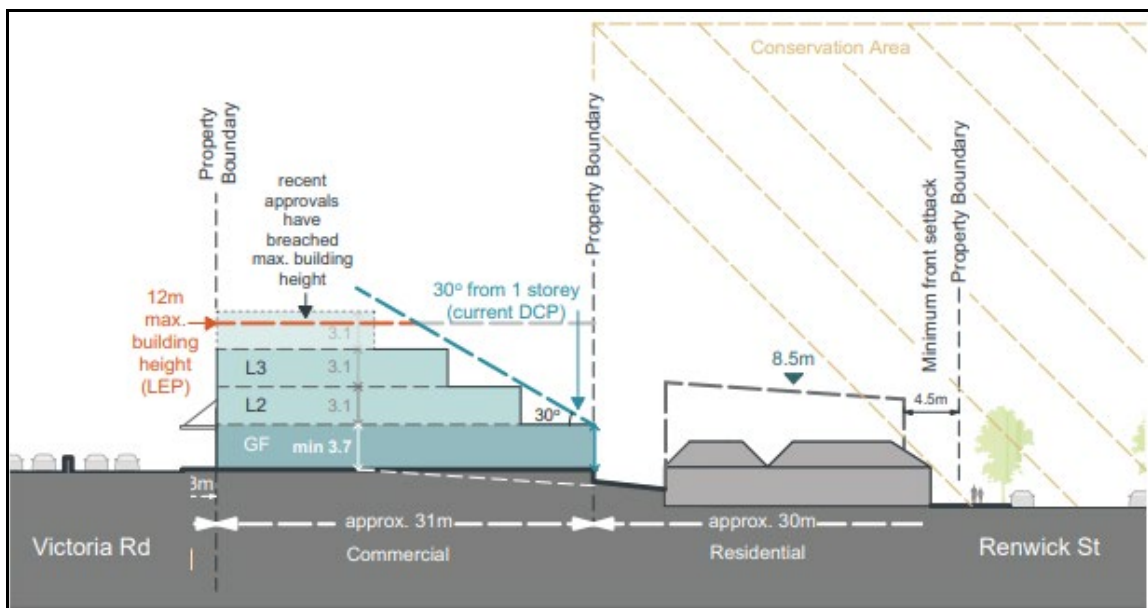 Conservation Area
Property
Boundary
recent
approvals
have
breached
max. building
height
12m
max.
building
height
(LEP)
30° from 1 storey
(current DCP)
Property Boundary
Minimum front setback
Property Boundary
8.5m
4.5m
3.1
L3
3.1
L2
3.1
30°
GF
min 3.7
3m
approx. 31m
approx. 30m
Victoria Rd
Commercial
Residential
Renwick St